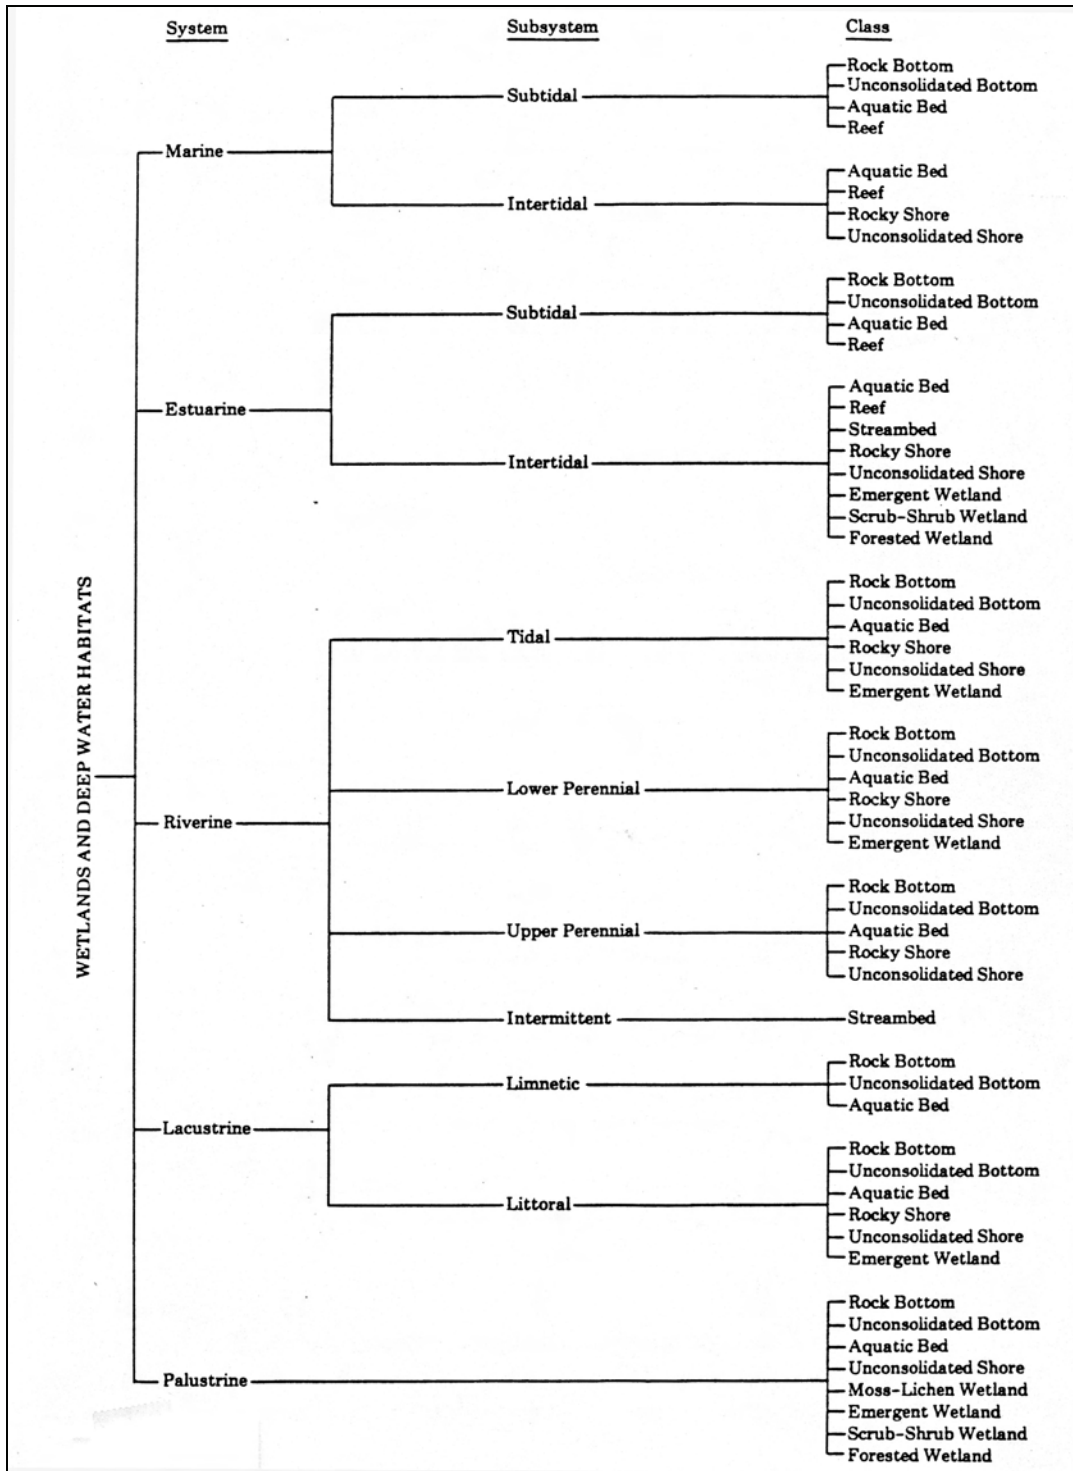 System Subsystem Class
Rock Bottom
Unconsolidated Bottom
Subtidal
Aquatic Bed
Reef
Marine
Aquatic Bed
Reef
Intertidal
Rocky Shore
Unconsolidated Shore
Rock Bottom
Unconsolidated Bottom
Subtidal
Aquatic Bed
Reef
Aquatic Bed
Estuarine
Reef
Streambed
Rocky Shore
Intertidal
Unconsolidated Shore
Emergent Wetland
Scrub-Shrub Wetland
Forested Wetland
WETLANDS AND DEEP WATER HABITATS
Rock Bottom
Unconsolidated Bottom
Aquatic Bed
Tidal
Rocky Shore
Unconsolidated Shore
Emergent Wetland
Rock Bottom
Unconsolidated Bottom
Aquatic Bed
Lower Perennial
Rocky Shore
Unconsolidated Shore
Riverine
Emergent Wetland
Rock Bottom
Unconsolidated Bottom
Upper Perennial
Aquatic Bed
Rocky Shore
Unconsolidated Shore
Intermittent
Streambed
Rock Bottom
Limnetic
Unconsolidated Bottom
Aquatic Bed
Lacustrine
Rock Bottom
Unconsolidated Bottom
Aquatic Bed
Littoral
Rocky Shore
Unconsolidated Shore
Emergent Wetland
Rock Bottom
Unconsolidated Bottom
Aquatic Bed
Unconsolidated Shore
Palustrine
Moss-Lichen Wetland
Emergent Wetland
Scrub-Shrub Wetland
Forested Wetland